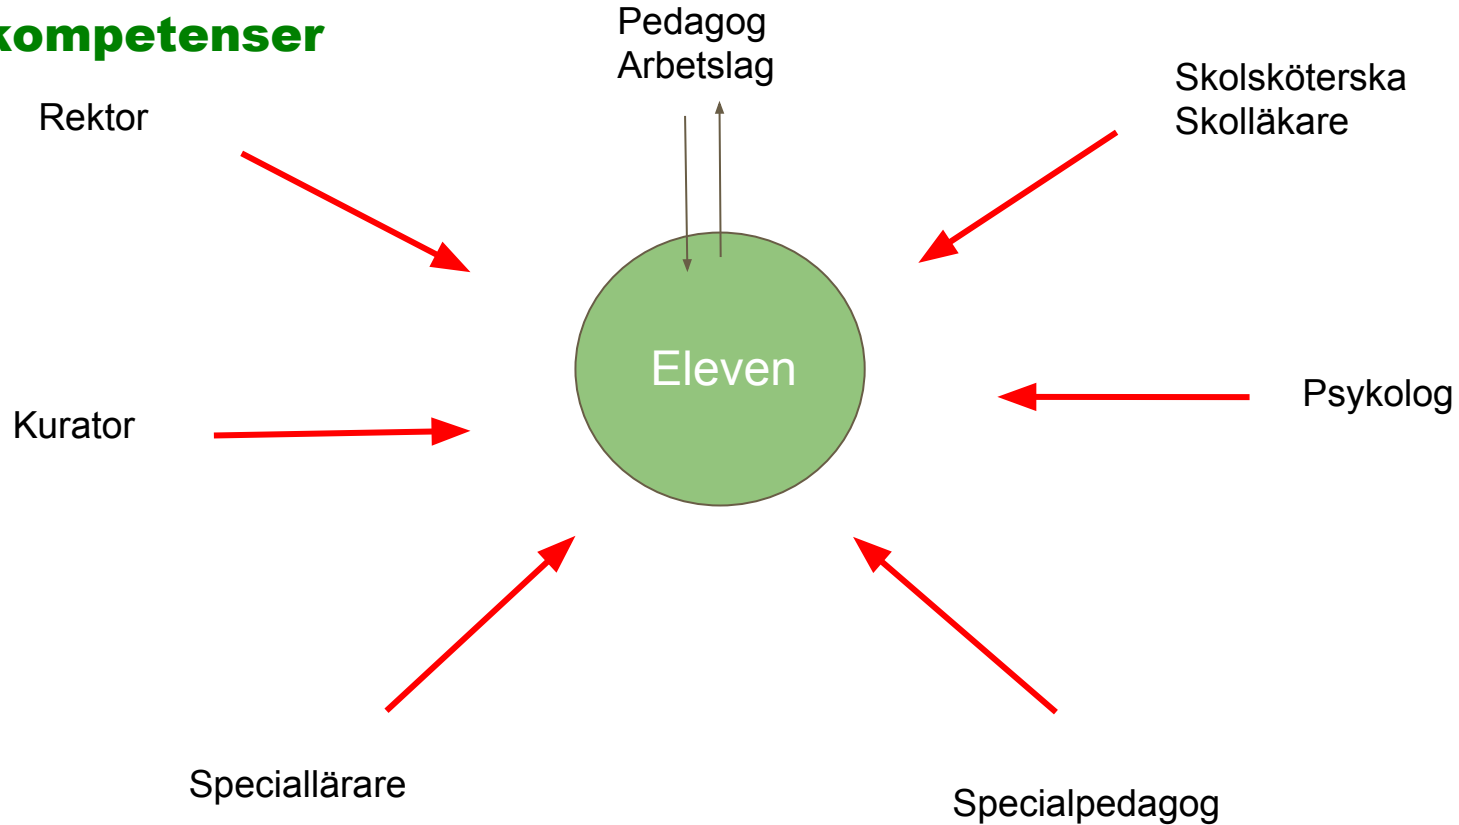 kompetenser
Pedagog
Arbetslag
Skolsköterska
Skolläkare
Rektor
Eleven
Psykolog
Kurator
Speciallärare
Specialpedagog